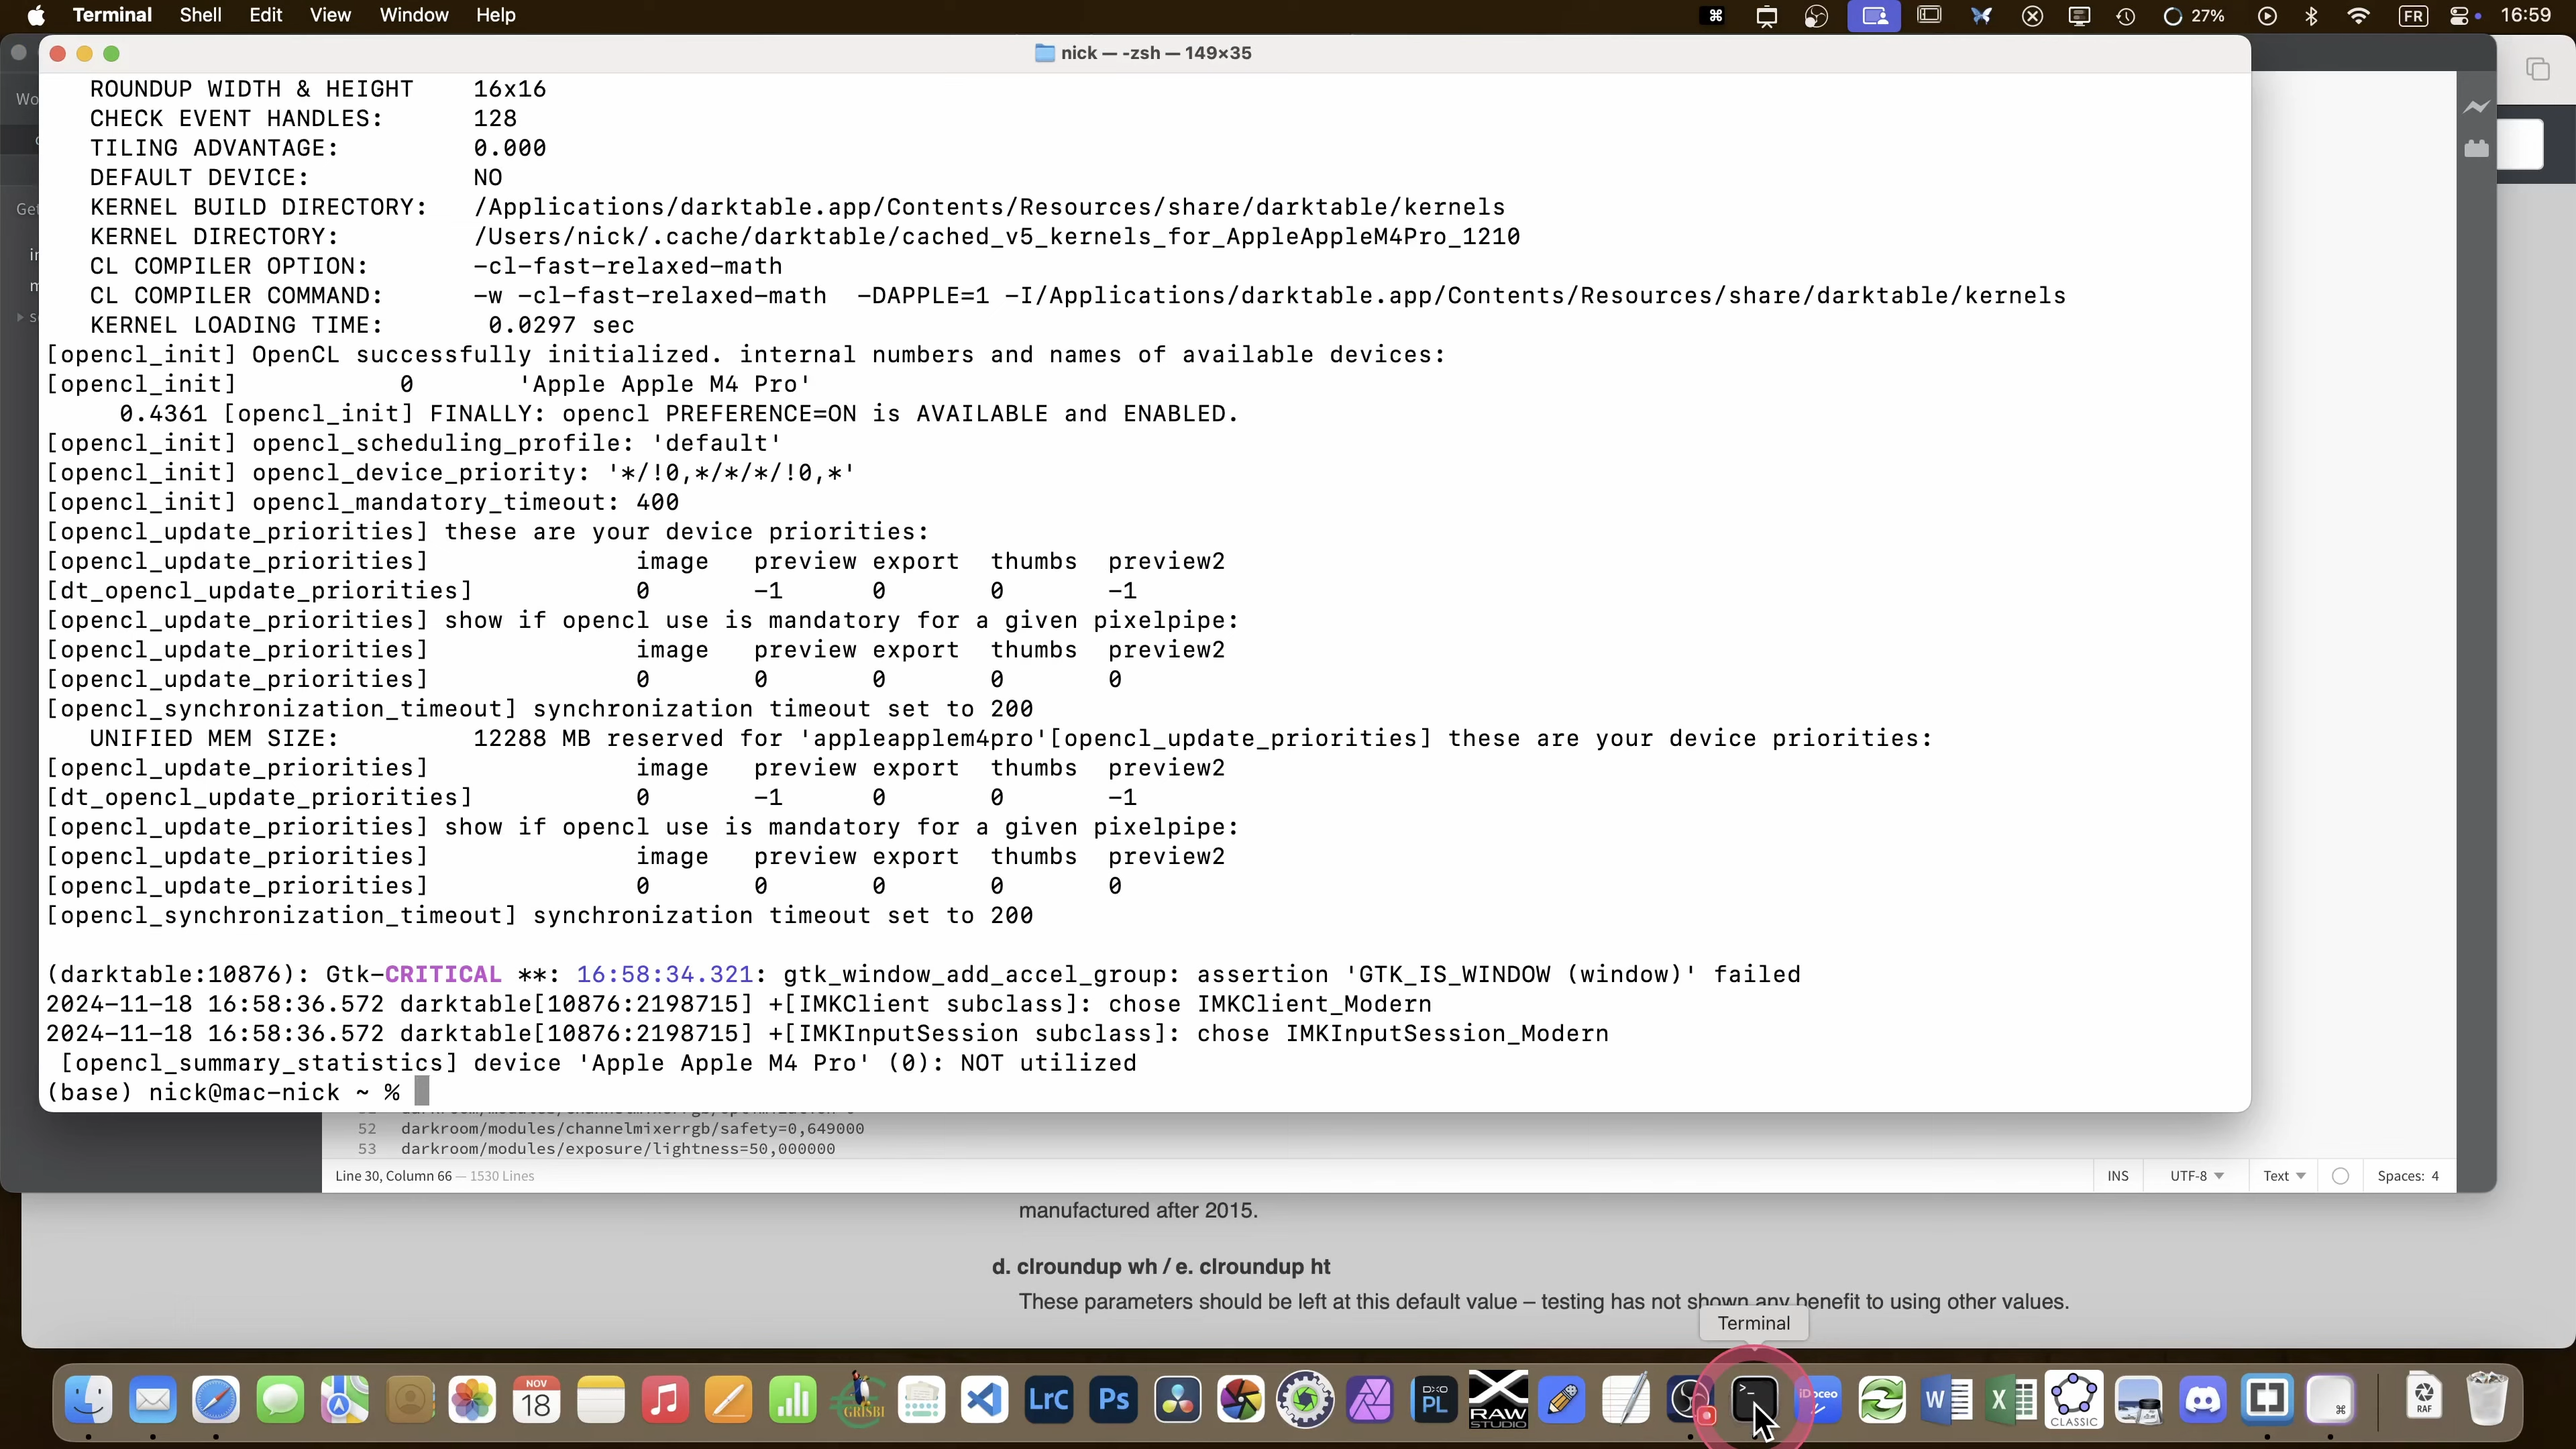 Terminal Shell Edit View Window Help 27% FR 16:59
nick — -zsh — 149×35
ROUNDUP WIDTH & HEIGHT 16x16
CHECK EVENT HANDLES: 128
TILING ADVANTAGE: 0.000
DEFAULT DEVICE: NO
KERNEL BUILD DIRECTORY: /Applications/darktable.app/Contents/Resources/share/darktable/kernels
KERNEL DIRECTORY: /Users/nick/.cache/darktable/cached_v5_kernels_for_AppleAppleM4Pro_1210
CL COMPILER OPTION: -cl-fast-relaxed-math
CL COMPILER COMMAND: -w -cl-fast-relaxed-math  -DAPPLE=1 -I/Applications/darktable.app/Contents/Resources/share/darktable/kernels
KERNEL LOADING TIME: 0.0297 sec
[opencl_init] OpenCL successfully initialized. internal numbers and names of available devices:
[opencl_init] 0 'Apple Apple M4 Pro'
0.4361 [opencl_init] FINALLY: opencl PREFERENCE=ON is AVAILABLE and ENABLED.
[opencl_init] opencl_scheduling_profile: 'default'
[opencl_init] opencl_device_priority: '*/!0,*/*/*/!0,*'
[opencl_init] opencl_mandatory_timeout: 400
[opencl_update_priorities] these are your device priorities:
[opencl_update_priorities] image preview export thumbs preview2
[dt_opencl_update_priorities] 0 -1 0 0 -1
[opencl_update_priorities] show if opencl use is mandatory for a given pixelpipe:
[opencl_update_priorities] image preview export thumbs preview2
[opencl_update_priorities] 0 0 0 0 0
[opencl_synchronization_timeout] synchronization timeout set to 200
UNIFIED MEM SIZE: 12288 MB reserved for 'appleapplem4pro'[opencl_update_priorities] these are your device priorities:
[opencl_update_priorities] image preview export thumbs preview2
[dt_opencl_update_priorities] 0 -1 0 0 -1
[opencl_update_priorities] show if opencl use is mandatory for a given pixelpipe:
[opencl_update_priorities] image preview export thumbs preview2
[opencl_update_priorities] 0 0 0 0 0
[opencl_synchronization_timeout] synchronization timeout set to 200
(darktable:10876): Gtk-CRITICAL **: 16:58:34.321: gtk_window_add_accel_group: assertion 'GTK_IS_WINDOW (window)' failed
2024-11-18 16:58:36.572 darktable[10876:2198715] +[IMKClient subclass]: chose IMKClient_Modern
2024-11-18 16:58:36.572 darktable[10876:2198715] +[IMKInputSession subclass]: chose IMKInputSession_Modern
[opencl_summary_statistics] device 'Apple Apple M4 Pro' (0): NOT utilized
(base) nick@mac-nick ~ %
52 darkroom/modules/channelmixerrgb/safety=0,649000
53 darkroom/modules/exposure/lightness=50,000000
Line 30, Column 66 — 1530 Lines INS UTF-8 Text Spaces: 4
manufactured after 2015.
d. clroundup wh / e. clroundup ht
These parameters should be left at this default value – testing has not shown any benefit to using other values.
Terminal
NOV
18
GRISBI
LrC
Ps
DXO
PL
RAW
STUDIO
iDoceo
W
X
CLASSIC
RAF